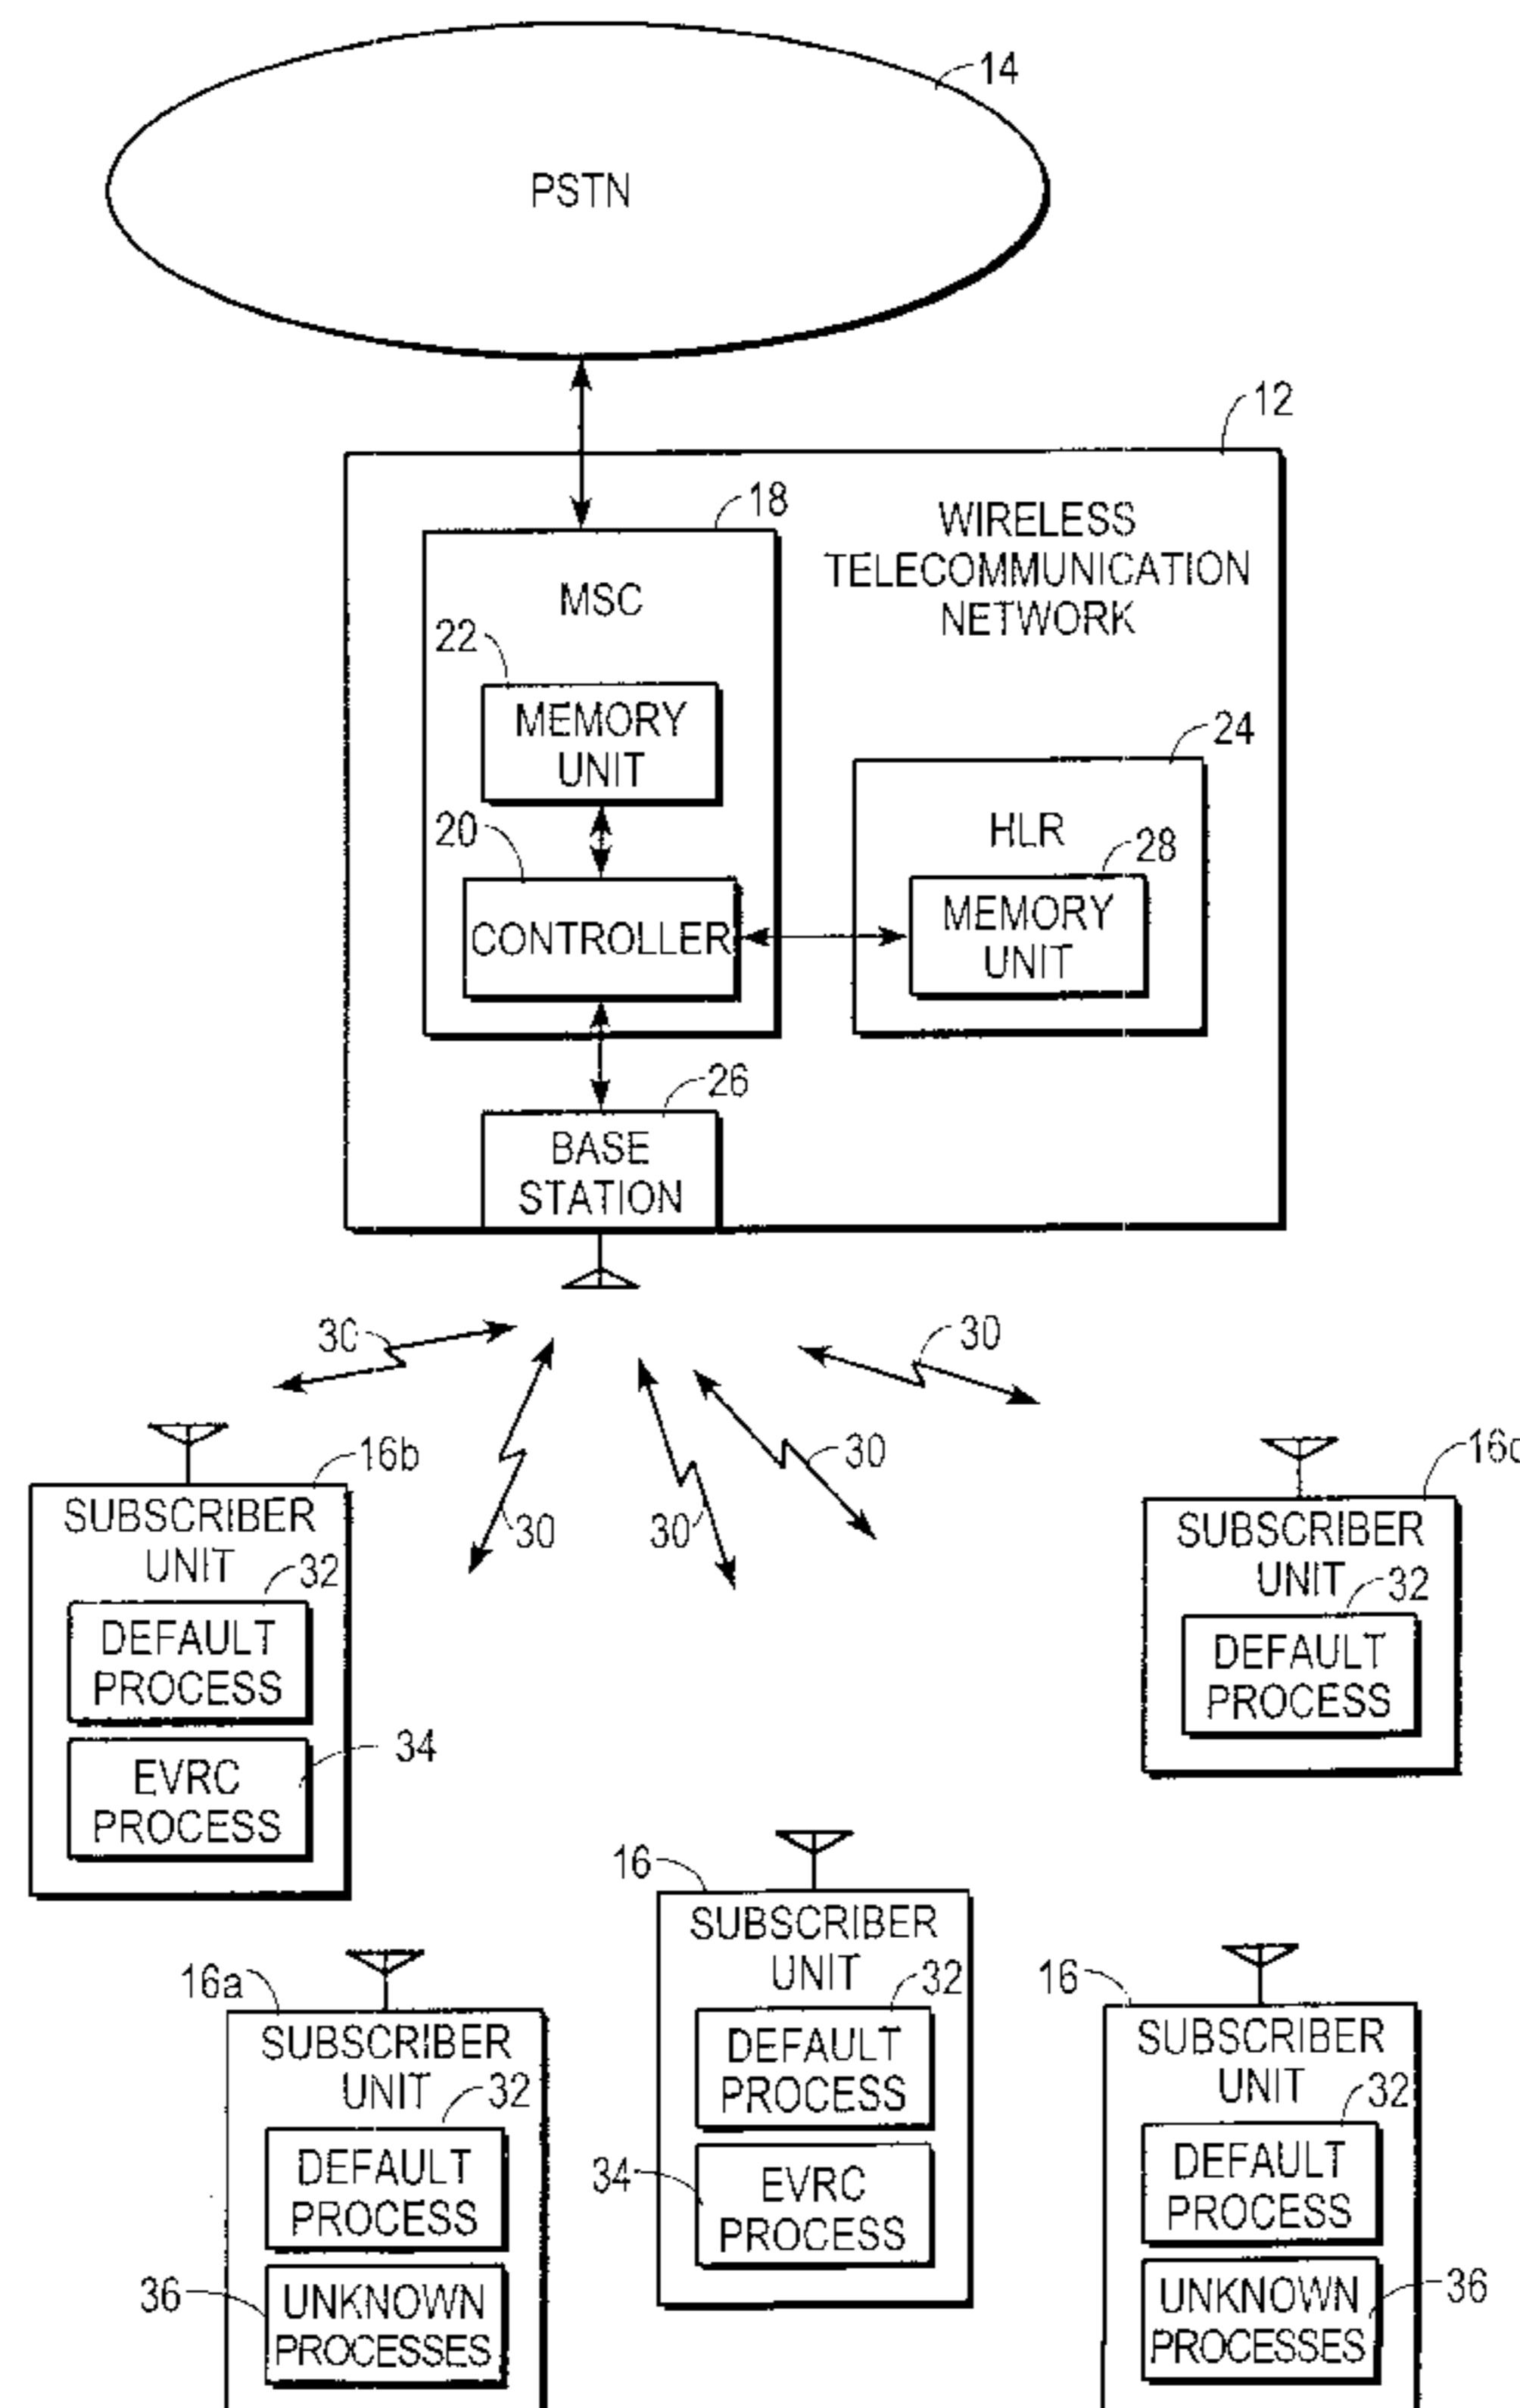 14
PSTN
12
18
WIRELESS
TELECOMMUNICATION
NETWORK
MSC
22
MEMORY
UNIT
24
20
HLR
28
CONTROLLER
MEMORY
UNIT
26
BASE
STATION
30
30
30
30
30
16b
SUBSCRIBER
UNIT
32
DEFAULT
PROCESS
34
EVRC
PROCESS
SUBSCRIBER
UNIT
32
DEFAULT
PROCESS
16
SUBSCRIBER
UNIT
32
DEFAULT
PROCESS
34
EVRC
PROCESS
16a
SUBSCRIBER
UNIT
32
DEFAULT
PROCESS
36
UNKNOWN
PROCESSES
16
SUBSCRIBER
UNIT
32
DEFAULT
PROCESS
36
UNKNOWN
PROCESSES